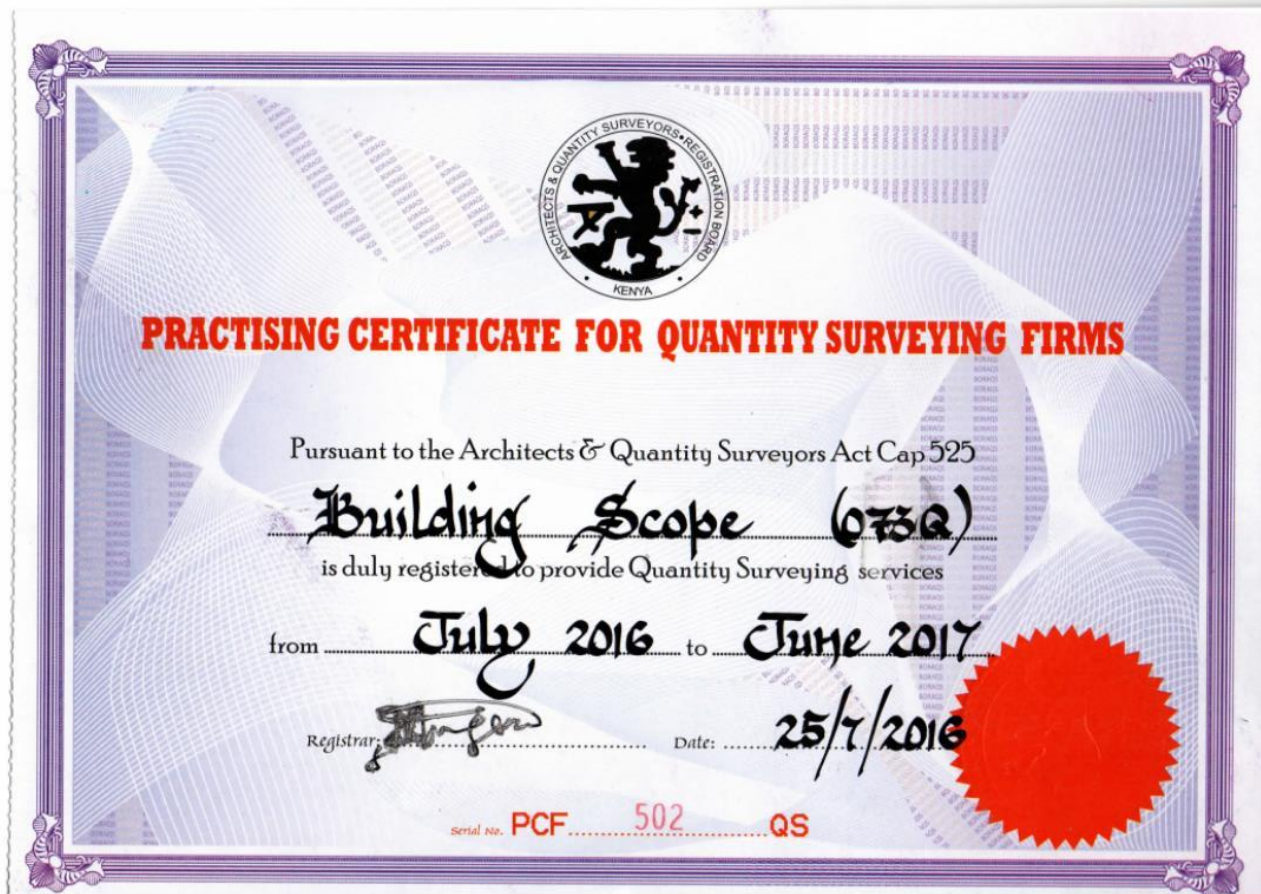 ARCHITECTS & QUANTITY SURVEYORS • REGISTRATION BOARD
• KENYA •
PRACTISING CERTIFICATE FOR QUANTITY SURVEYING FIRMS
Pursuant to the Architects & Quantity Surveyors Act Cap 525
Building Scope (073Q)
is duly registered to provide Quantity Surveying services
from July 2016 to June 2017
Registrar: Date: 25/7/2016
Serial No. PCF 502 QS